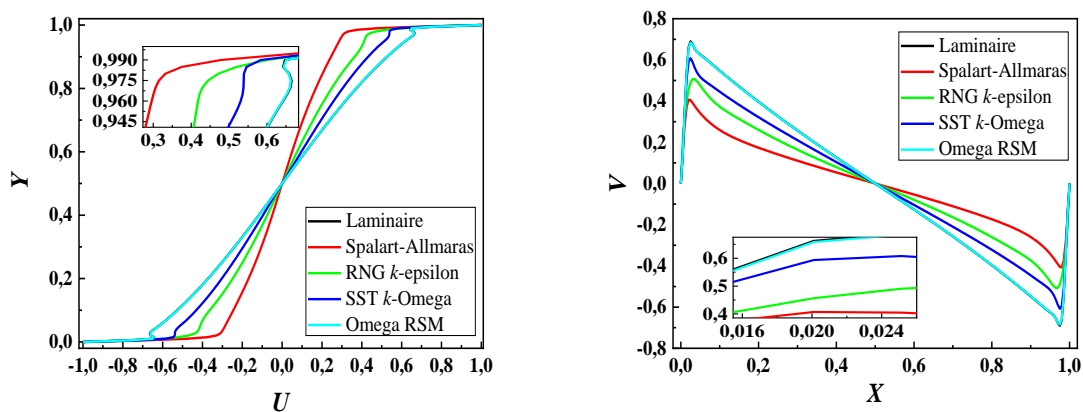 1,0
0,8
0,6
0,4
0,2
0,0
Y
-1,0 -0,8 -0,6 -0,4 -0,2 0,0 0,2 0,4 0,6 0,8 1,0
U
0,990
0,975
0,960
0,945
0,3 0,4 0,5 0,6
Laminaire
Spalart-Allmaras
RNG k-epsilon
SST k-Omega
Omega RSM
0,8
0,6
0,4
0,2
0,0
-0,2
-0,4
-0,6
-0,8
V
0,0 0,2 0,4 0,6 0,8 1,0
X
Laminaire
Spalart-Allmaras
RNG k-epsilon
SST k-Omega
Omega RSM
0,6
0,5
0,4
0,016 0,020 0,024